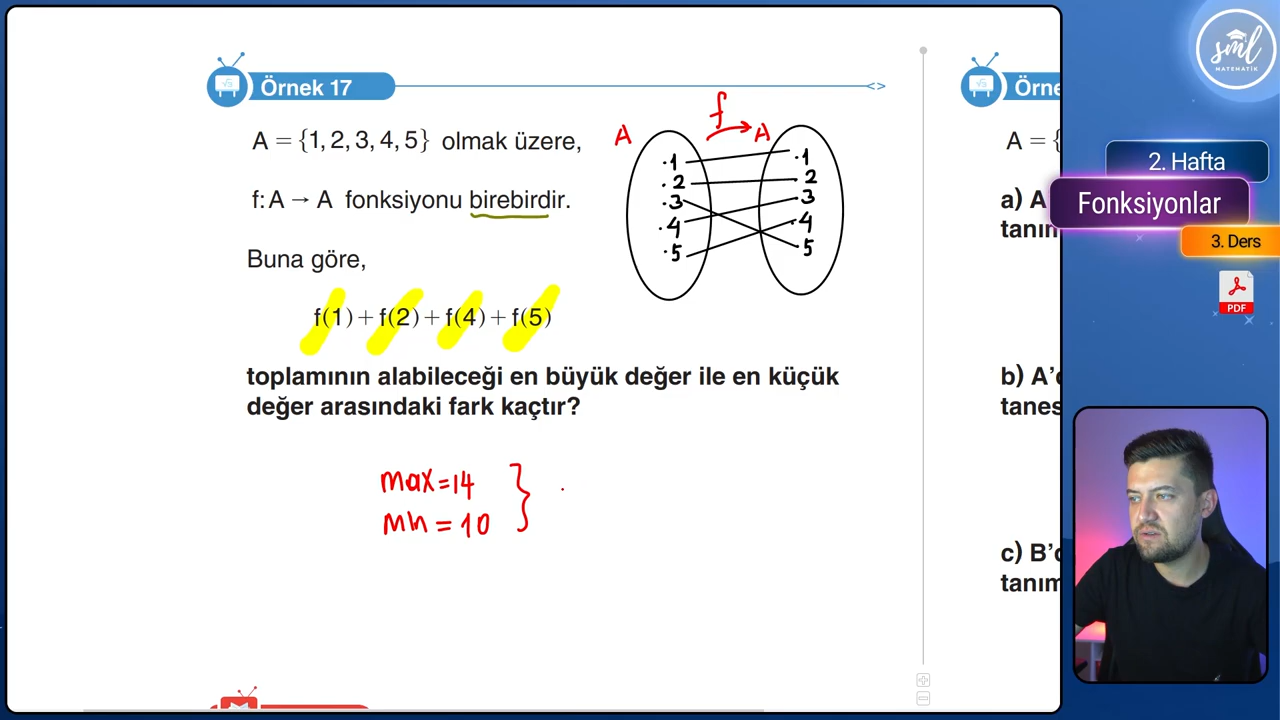 Örnek 17
A = {1, 2, 3, 4, 5} olmak üzere,
f: A → A fonksiyonu birebirdir.
Buna göre,
f(1) + f(2) + f(4) + f(5)
toplamının alabileceği en büyük değer ile en küçük
değer arasındaki fark kaçtır?
max = 14
min = 10
f
A
A
.1
.2
.3
.4
.5
.1
.2
.3
.4
.5
Örne
A = {
a) A
tanım
b) A’d
tanes
c) B’d
tanım
sml
MATEMATİK
2. Hafta
Fonksiyonlar
3. Ders
PDF